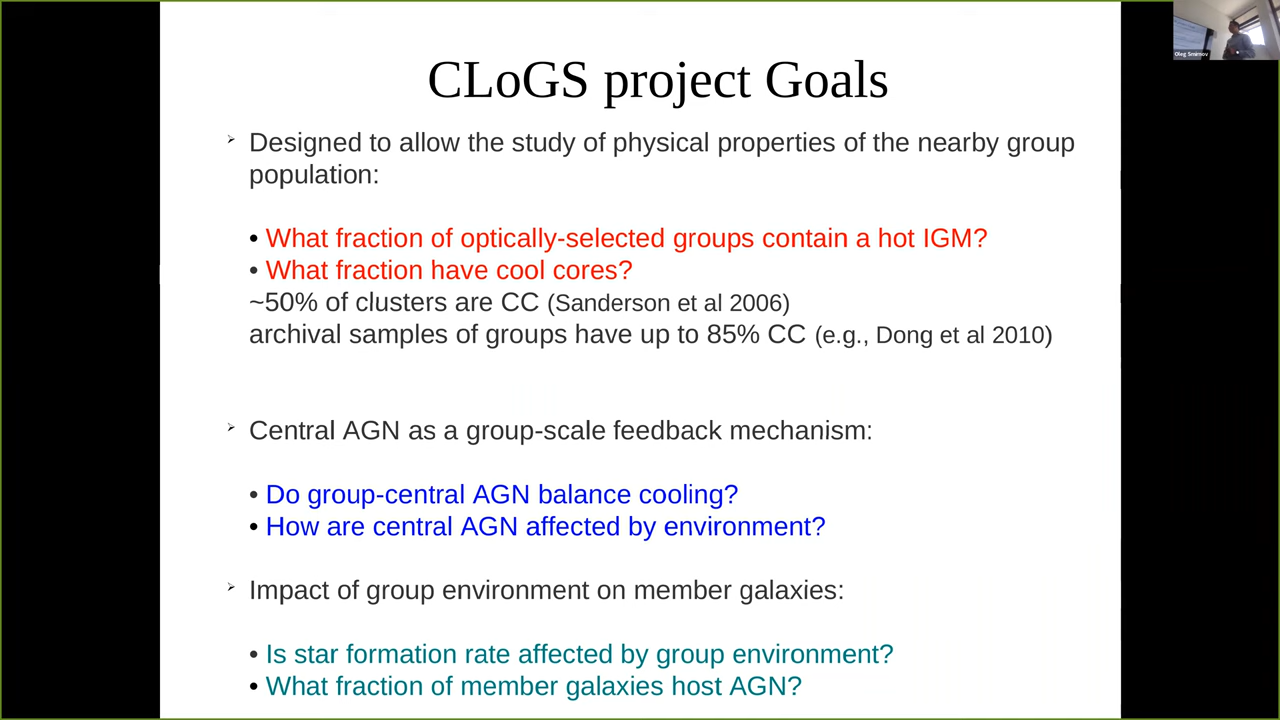 CLoGS project Goals
Oleg Smirnov
➢ Designed to allow the study of physical properties of the nearby group
population:
• What fraction of optically-selected groups contain a hot IGM?
• What fraction have cool cores?
~50% of clusters are CC (Sanderson et al 2006)
archival samples of groups have up to 85% CC (e.g., Dong et al 2010)
➢ Central AGN as a group-scale feedback mechanism:
• Do group-central AGN balance cooling?
• How are central AGN affected by environment?
➢ Impact of group environment on member galaxies:
• Is star formation rate affected by group environment?
• What fraction of member galaxies host AGN?